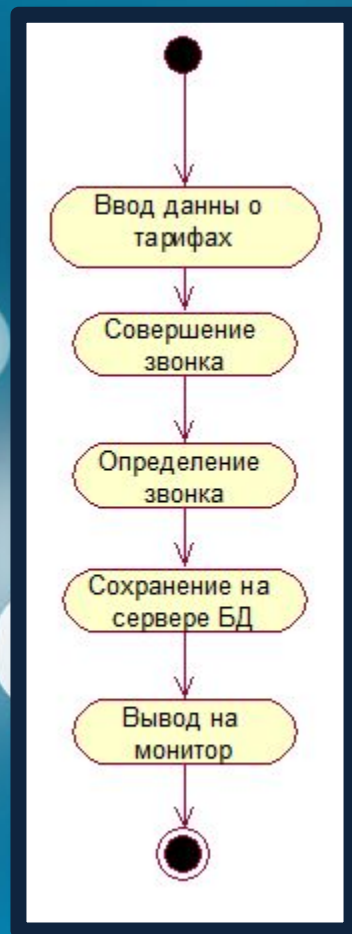 Ввод данны о
тарифах
Совершение
звонка
Определение
звонка
Сохранение на
сервере БД
Вывод на
монитор